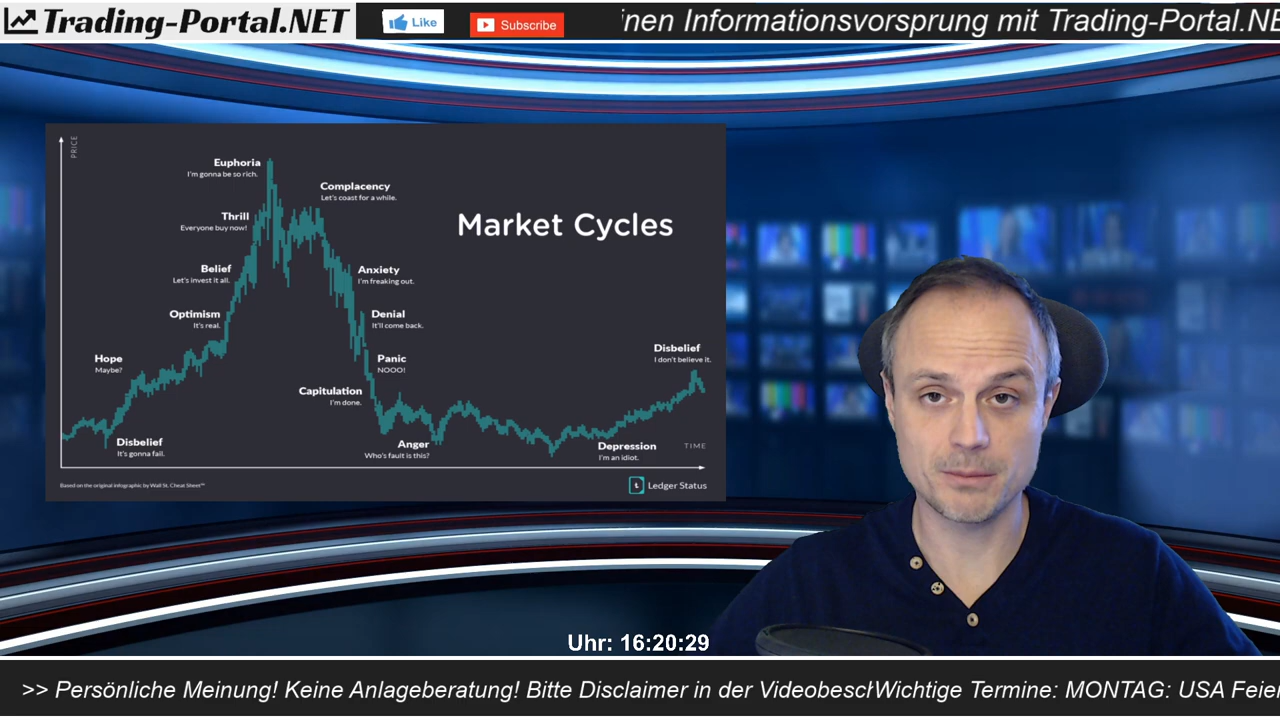 Trading-Portal.NET
Like
Subscribe
inen Informationsvorsprung mit Trading-Portal.NE
PRICE
Market Cycles
Euphoria
I'm gonna be so rich.
Complacency
Let's coast for a while.
Thrill
Everyone buy now!
Belief
Let's invest it all.
Anxiety
I'm freaking out.
Optimism
It's real.
Denial
It'll come back.
Hope
Maybe?
Panic
NOOO!
Disbelief
I don't believe it.
Capitulation
I'm done.
Disbelief
It's gonna fail.
Anger
Who's fault is this?
Depression
I'm an idiot.
TIME
Based on the original infographic by Wall St. Cheat Sheet™
Ledger Status
Uhr: 16:20:29
>> Persönliche Meinung! Keine Anlageberatung! Bitte Disclaimer in der Videobesch
Wichtige Termine: MONTAG: USA Feier